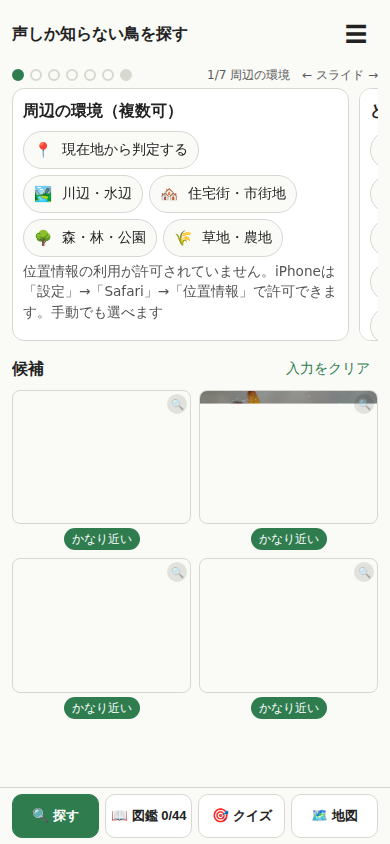 声しか知らない鳥を探す
1/7 周辺の環境 ← スライド →
周辺の環境（複数可）
現在地から判定する
川辺・水辺 住宅街・市街地
森・林・公園 草地・農地
位置情報の利用が許可されていません。iPhoneは
「設定」→「Safari」→「位置情報」で許可できま
す。手動でも選べます
候補 入力をクリア
かなり近い かなり近い
かなり近い かなり近い
探す 図鑑 0/44 クイズ 地図